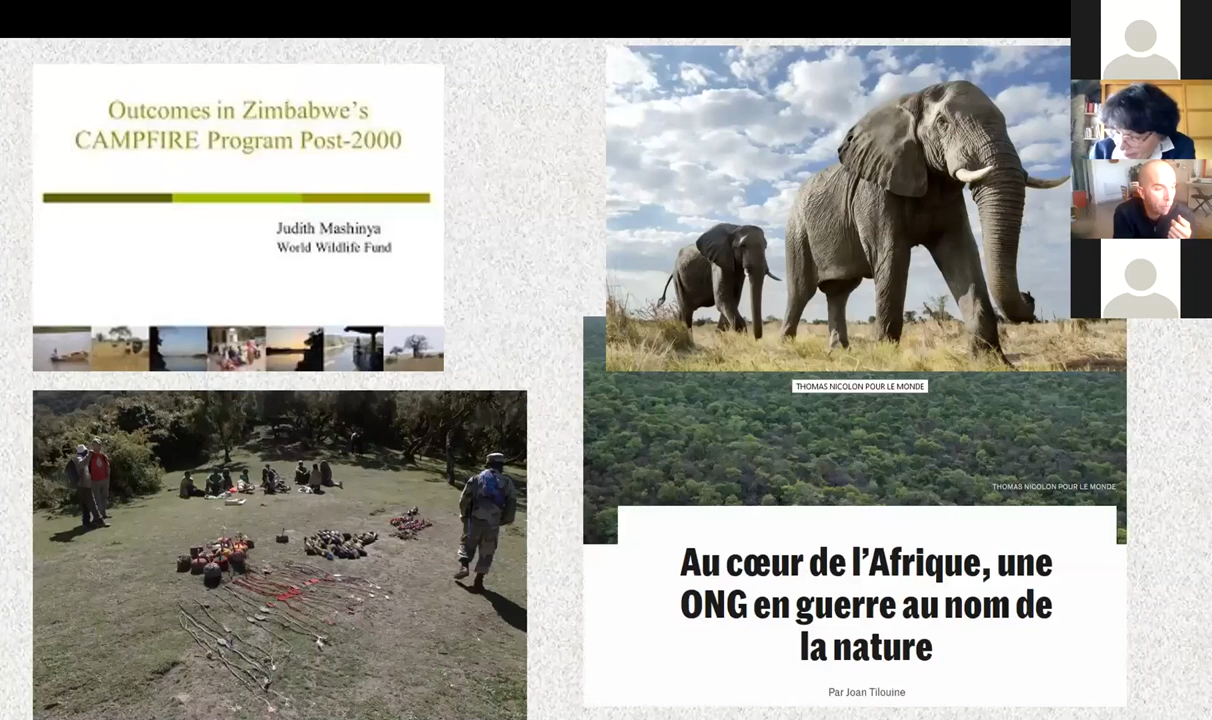 Outcomes in Zimbabwe's
CAMPFIRE Program Post-2000
Judith Mashinya
World Wildlife Fund
THOMAS NICOLON POUR LE MONDE
THOMAS NICOLON POUR LE MONDE
Au cœur de l'Afrique, une
ONG en guerre au nom de
la nature
Par Joan Tilouine